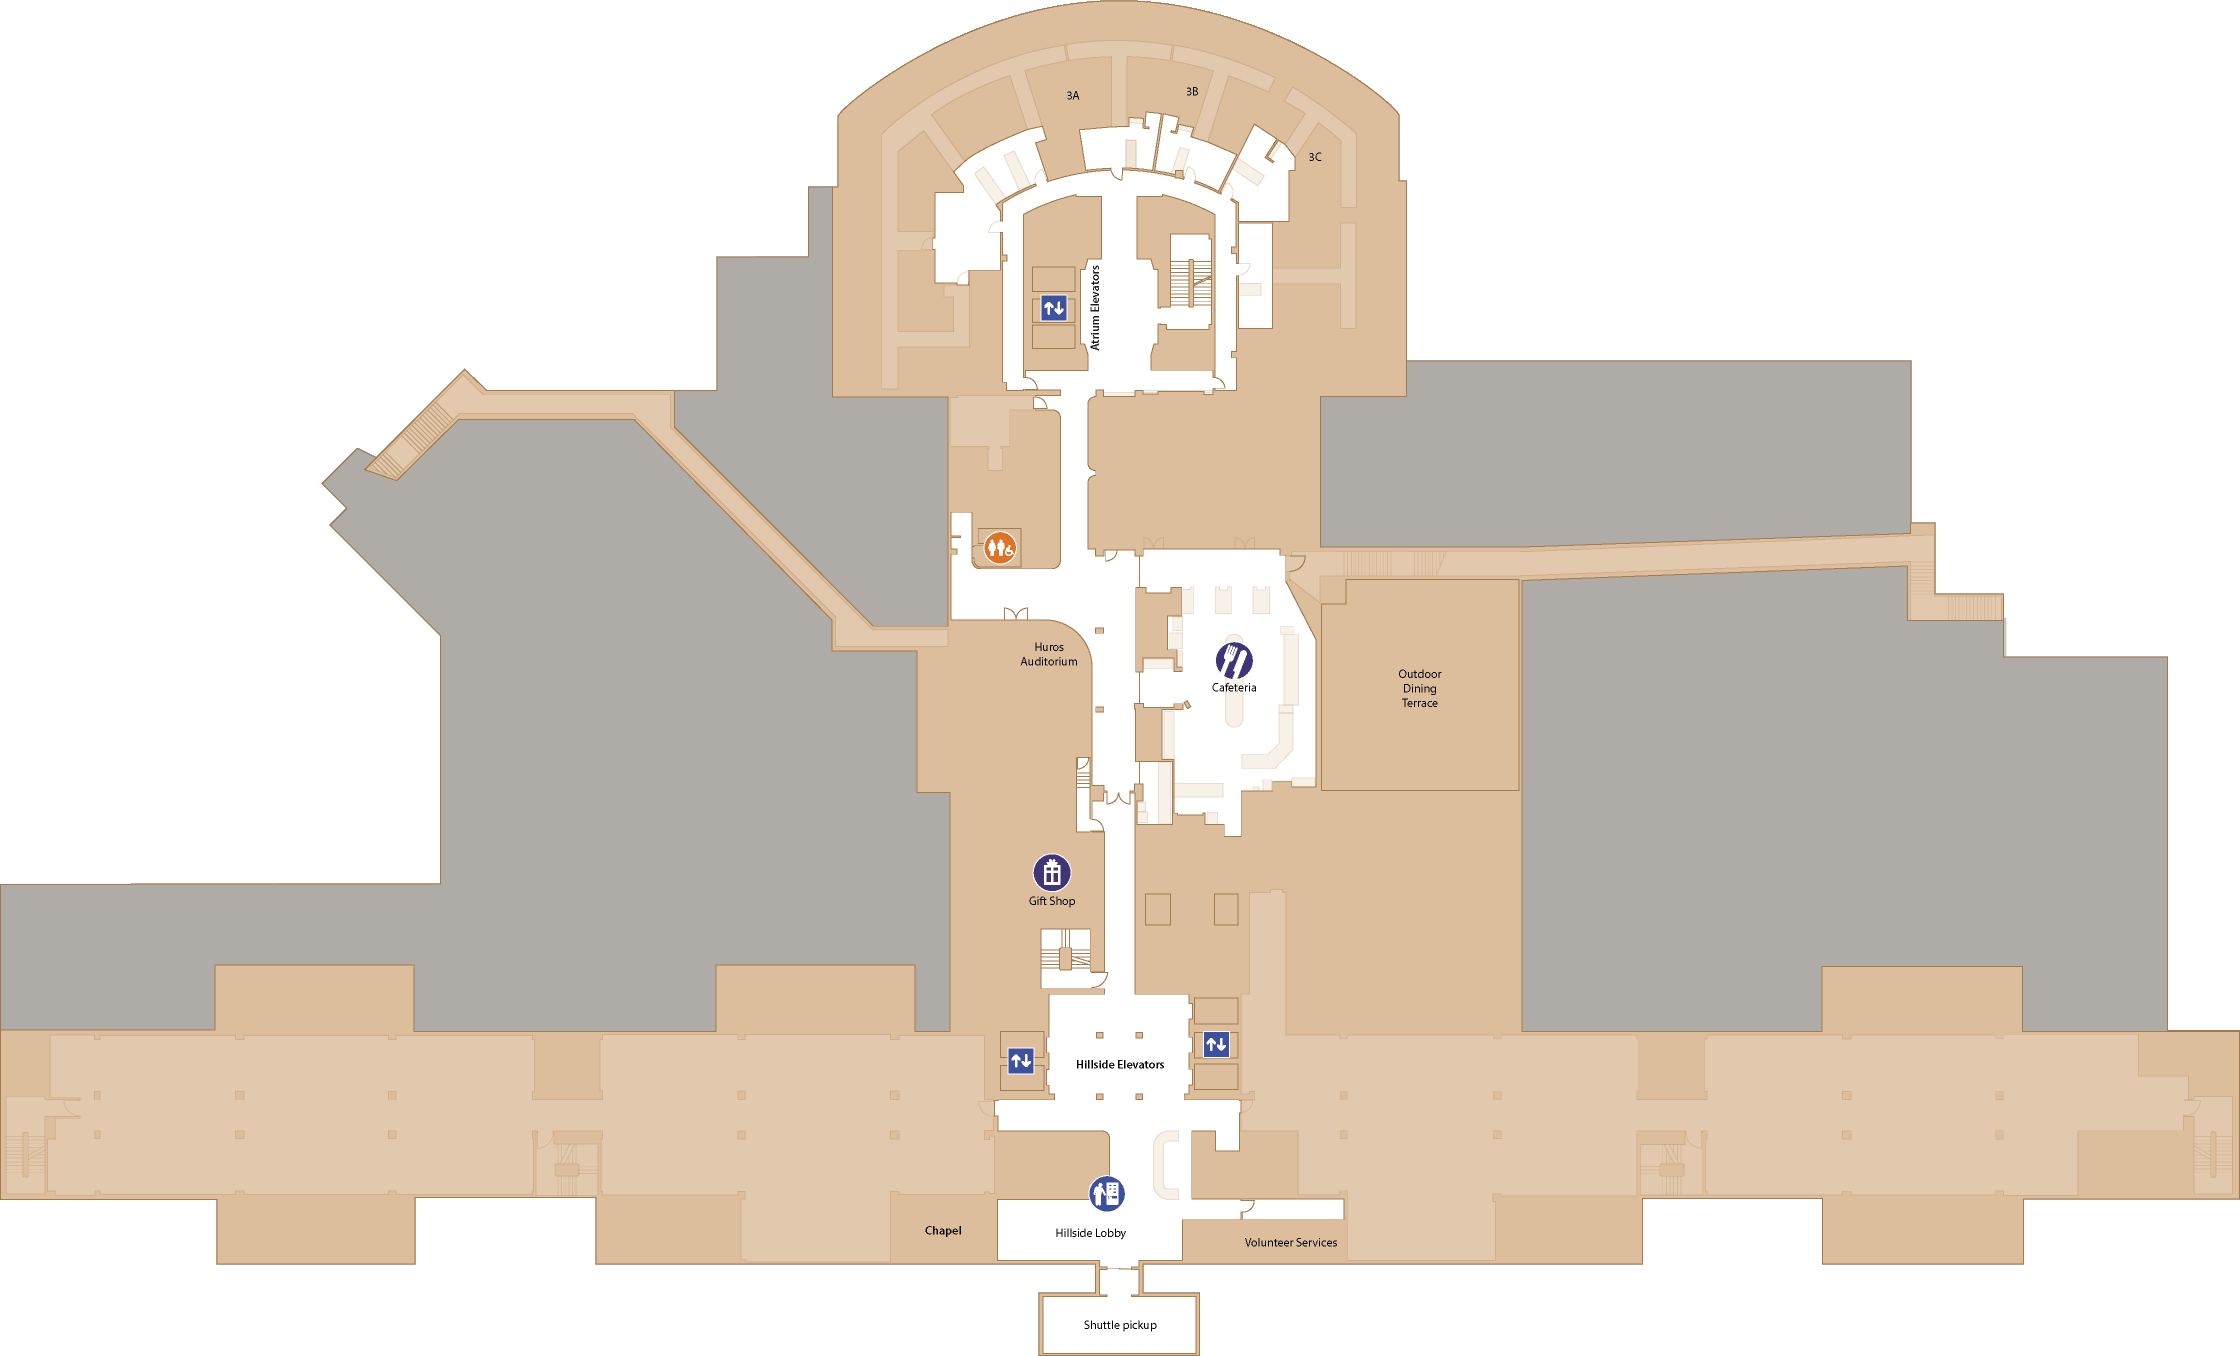 3A
3B
3C
Atrium Elevators
Huros
Auditorium
Cafeteria
Outdoor
Dining
Terrace
Gift Shop
Hillside Elevators
Chapel
Hillside Lobby
Volunteer Services
Shuttle pickup